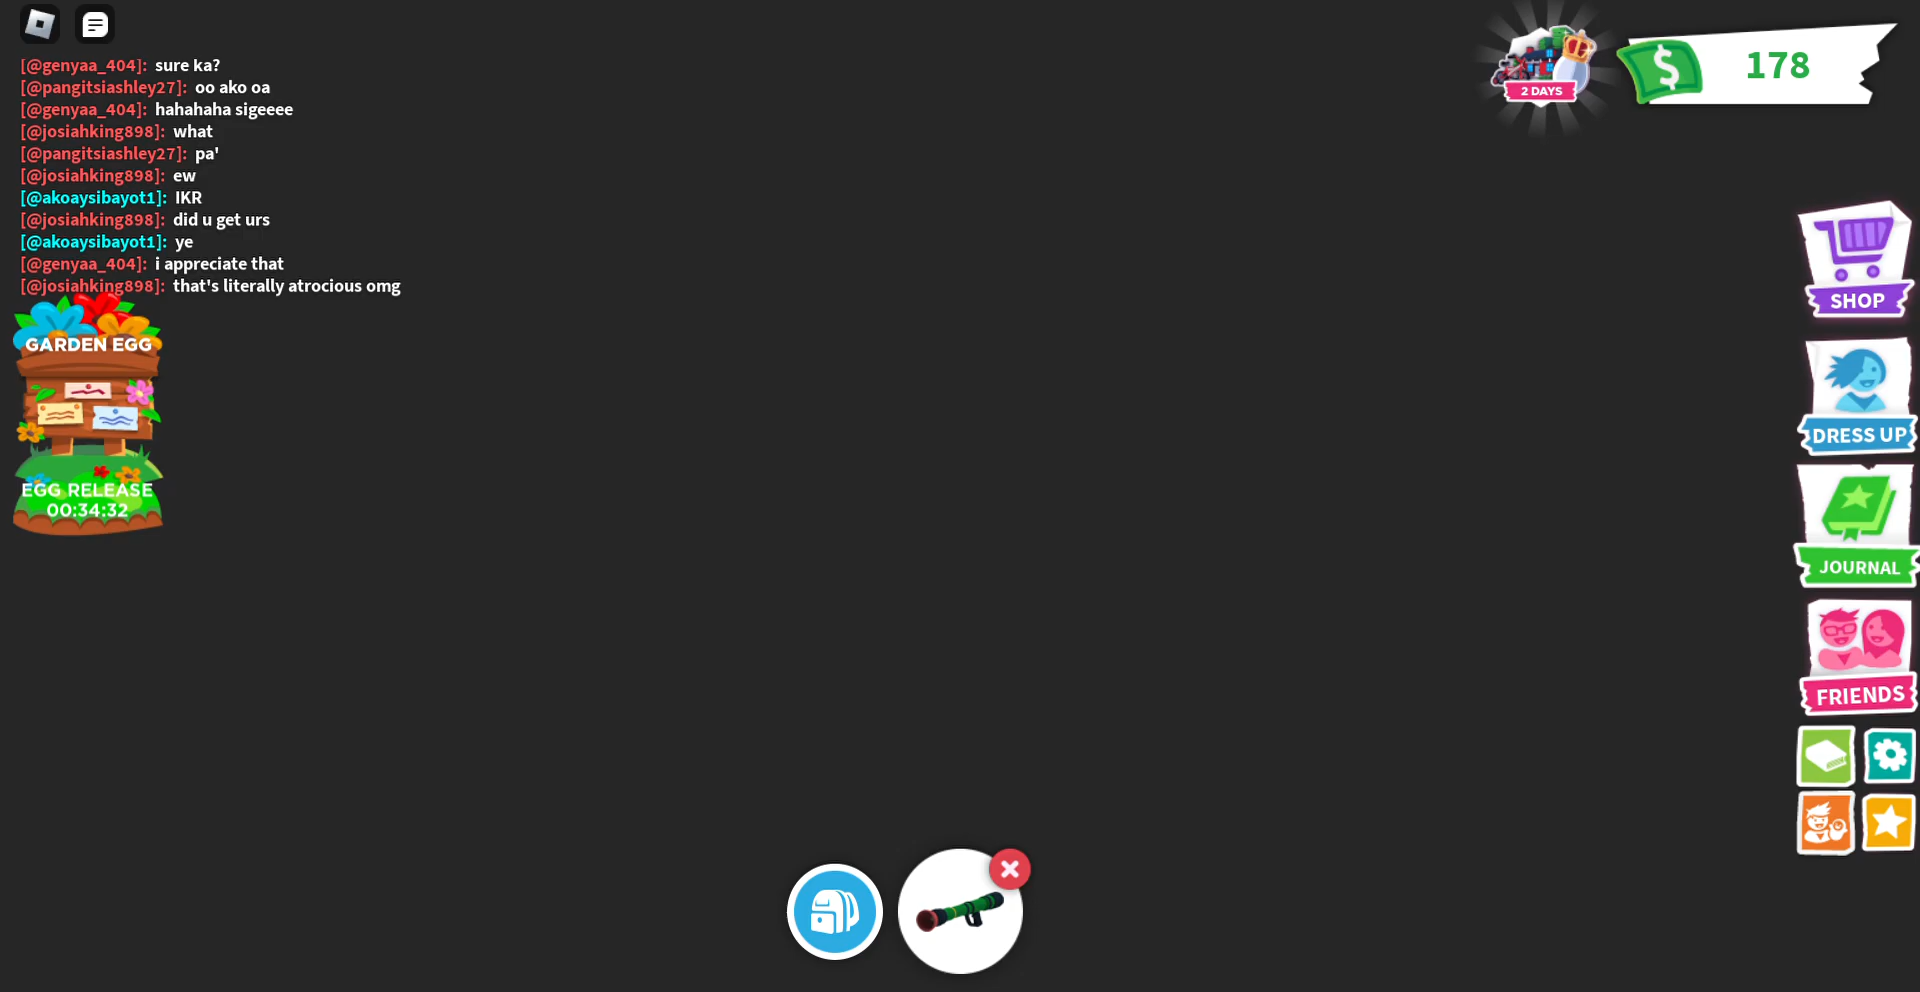 [@genyaa_404]: sure ka?
[@pangitsiashley27]: oo ako oa
[@genyaa_404]: hahahaha sigeeee
[@josiahking898]: what
[@pangitsiashley27]: pa'
[@josiahking898]: ew
[@akoaysibayot1]: IKR
[@josiahking898]: did u get urs
[@akoaysibayot1]: ye
[@genyaa_404]: i appreciate that
[@josiahking898]: that's literally atrocious omg
GARDEN EGG
EGG RELEASE
00:34:32
2 DAYS
$ 178
SHOP
DRESS UP
JOURNAL
FRIENDS